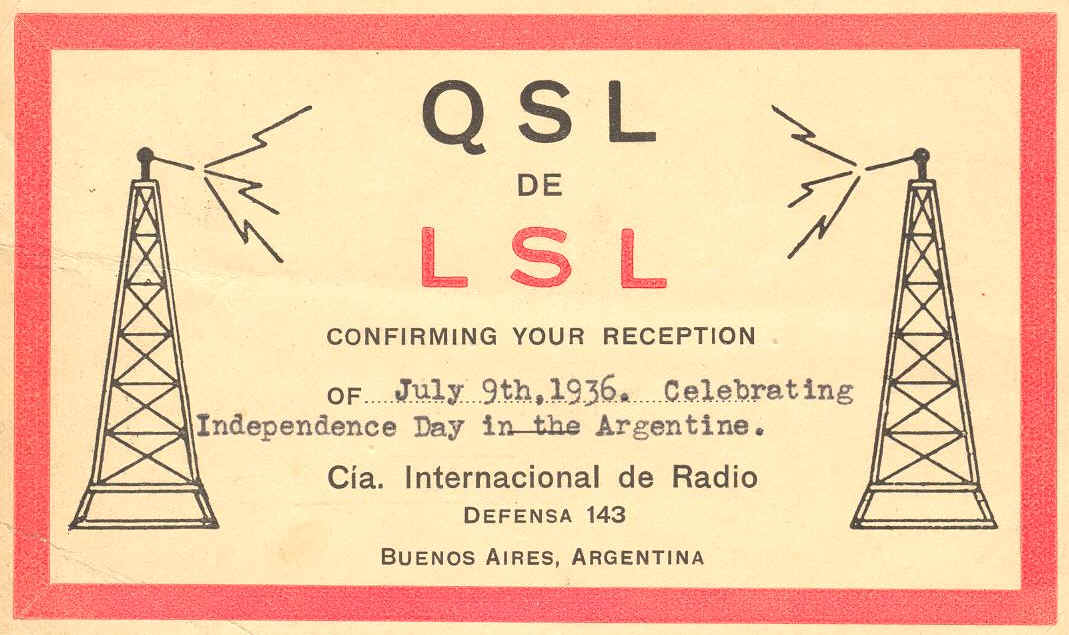 QSL
DE
LSL
CONFIRMING YOUR RECEPTION
OF July 9th, 1936. Celebrating
Independence Day in the Argentine.
Cía. Internacional de Radio
DEFENSA 143
BUENOS AIRES, ARGENTINA